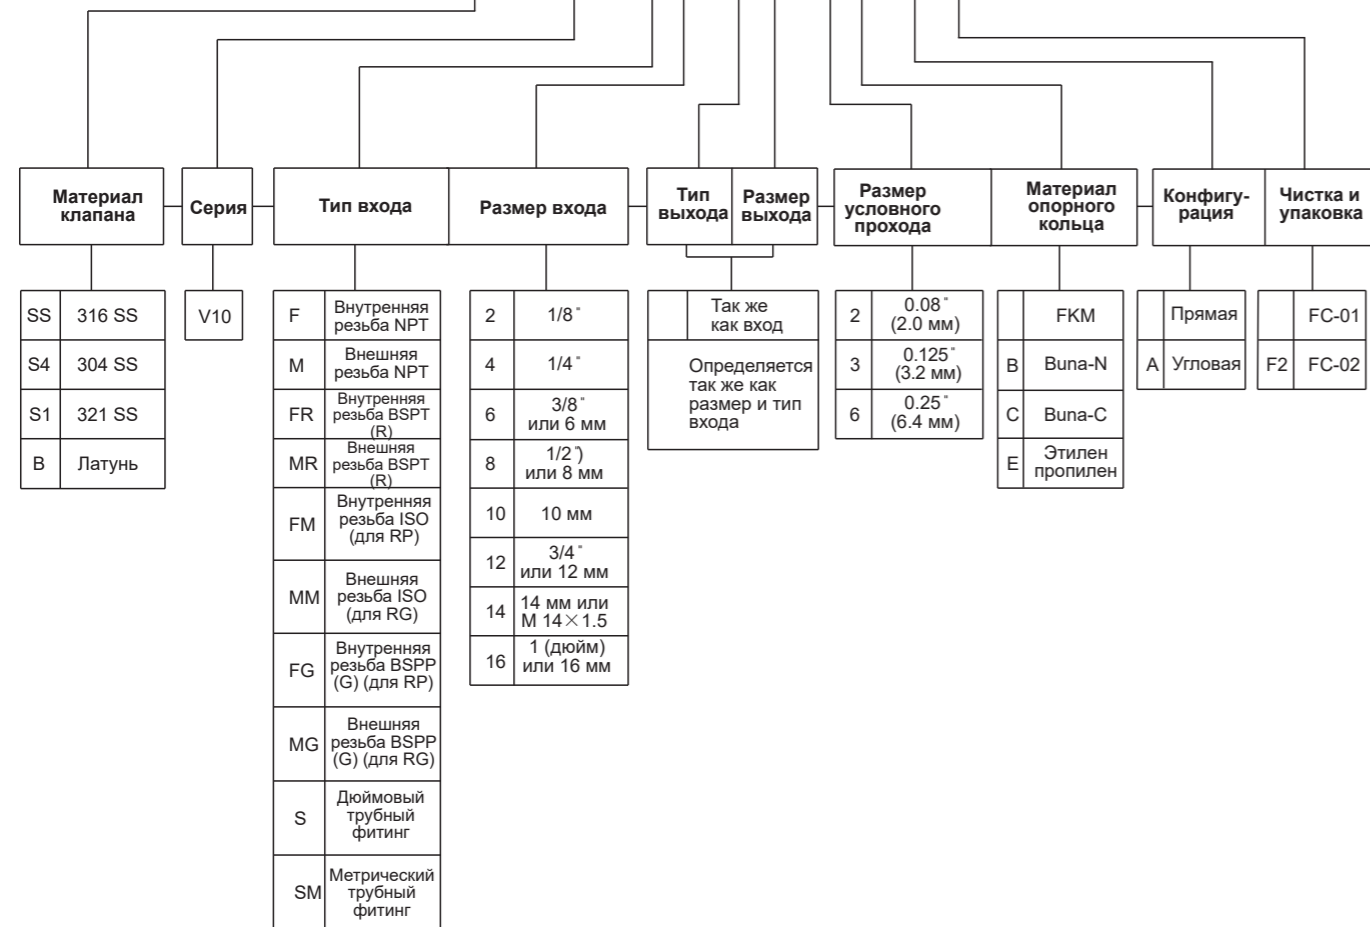 Материал
клапана
Серия
Тип входа
Размер входа
Тип
выхода
Размер
выхода
Размер
условного
прохода
Материал
опорного
кольца
Конфигу-
рация
Чистка и
упаковка
SS 316 SS
S4 304 SS
S1 321 SS
B Латунь
V10
F Внутренняя
резьба NPT
M Внешняя
резьба NPT
FR Внутренняя
резьба BSPT
(R)
MR Внешняя
резьба BSPT
(R)
FM Внутренняя
резьба ISO
(для RP)
MM Внешняя
резьба ISO
(для RG)
FG Внутренняя
резьба BSPP
(G) (для RP)
MG Внешняя
резьба BSPP
(G) (для RG)
S Дюймовый
трубный
фитинг
SM Метрический
трубный
фитинг
2 1/8"
4 1/4"
6 3/8"
или 6 мм
8 1/2")
или 8 мм
10 10 мм
12 3/4"
или 12 мм
14 14 мм или
М 14×1.5
16 1 (дюйм)
или 16 мм
Так же
как вход
Определяется
так же как
размер и тип
входа
2 0.08"
(2.0 мм)
3 0.125"
(3.2 мм)
6 0.25"
(6.4 мм)
FKM
B Buna-N
C Buna-C
E Этилен
пропилен
Прямая
A Угловая
FC-01
F2 FC-02